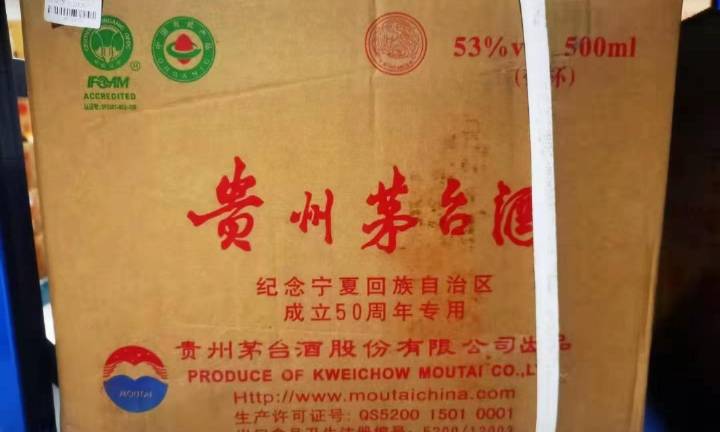 IFOAM
ACCREDITED
53%v 500ml
贵州茅台酒
纪念宁夏回族自治区
成立50周年专用
贵州茅台酒股份有限公司出品
PRODUCE OF KWEICHOW MOUTAI CO.,L
MOUTAI
Http://www.moutaichina.com
生产许可证号: QS5200 1501 0001